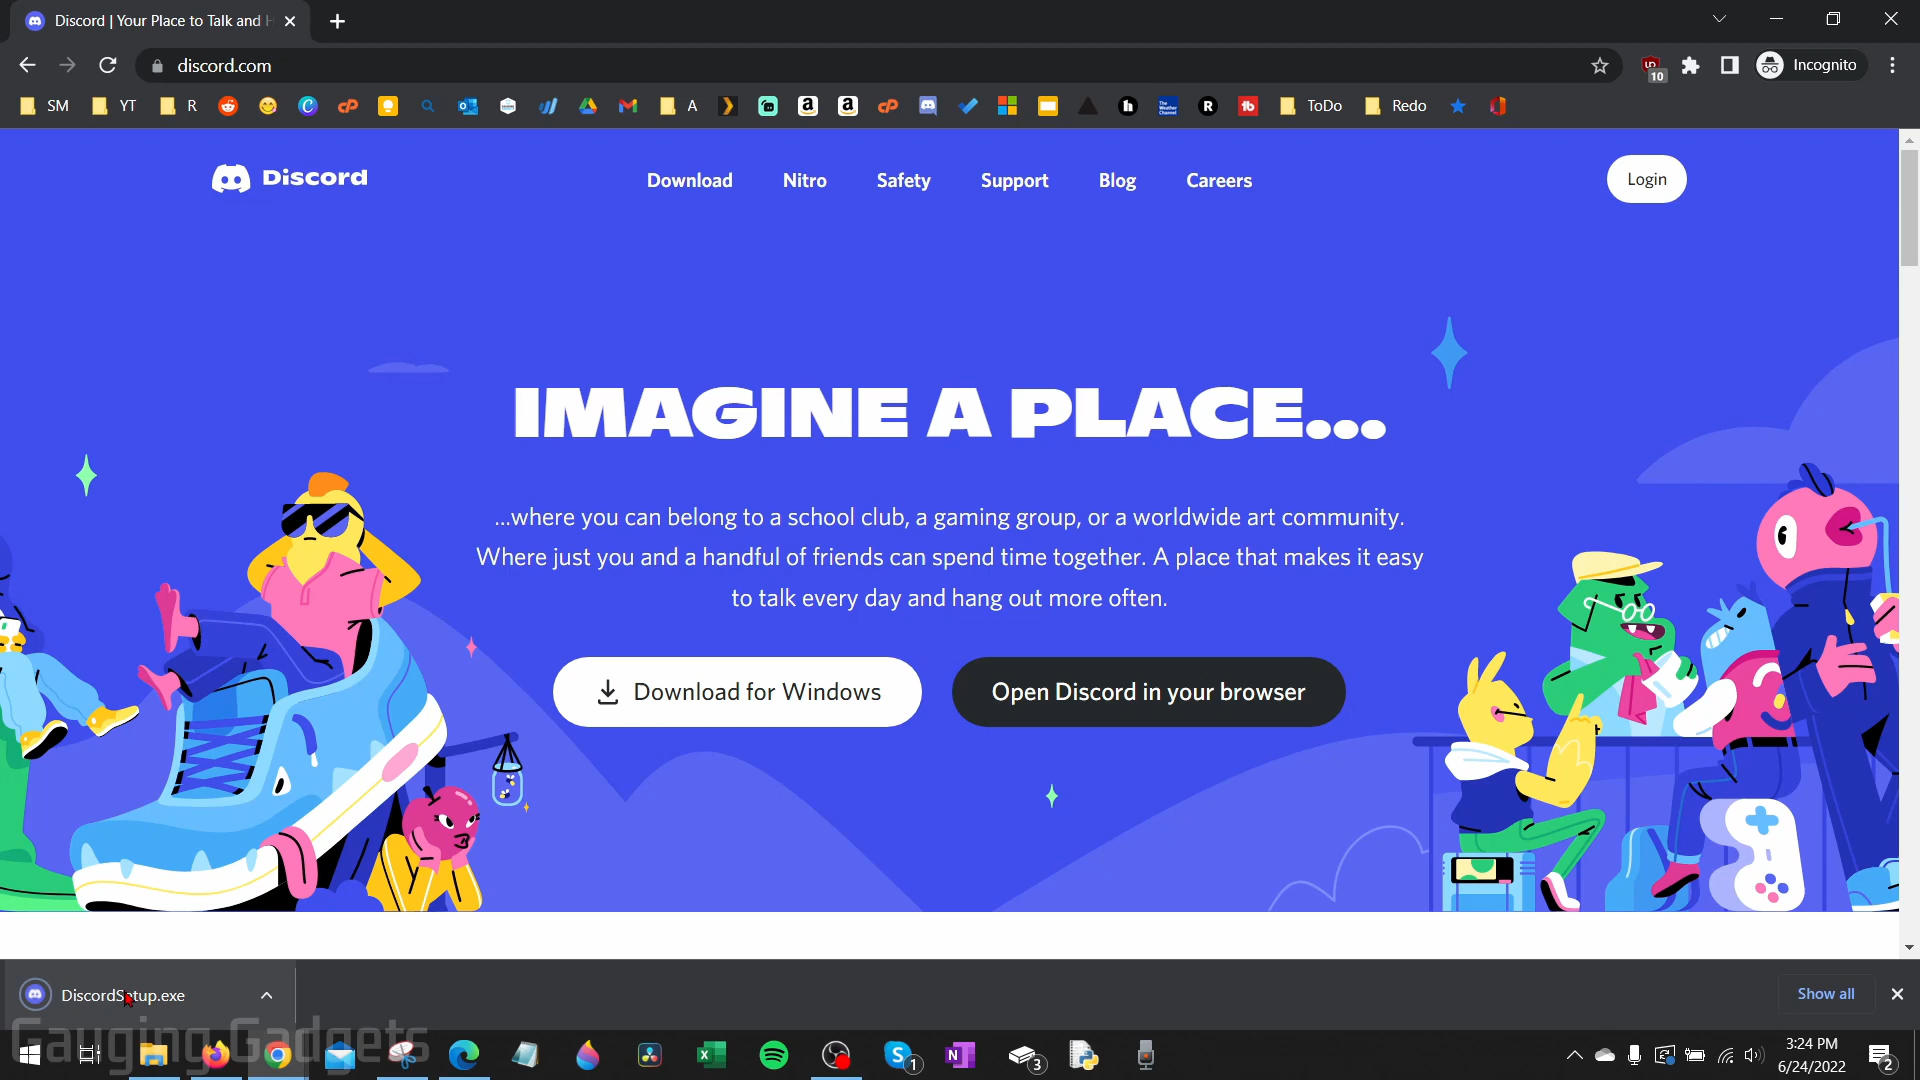 Discord | Your Place to Talk and H
discord.com
10
Incognito
SM
YT
R
A
ToDo
Redo
Discord
Download
Nitro
Safety
Support
Blog
Careers
Login
IMAGINE A PLACE...
...where you can belong to a school club, a gaming group, or a worldwide art community.
Where just you and a handful of friends can spend time together. A place that makes it easy
to talk every day and hang out more often.
Download for Windows
Open Discord in your browser
DiscordSetup.exe
Show all
Gauging Gadgets
1
3
3:24 PM
6/24/2022
2